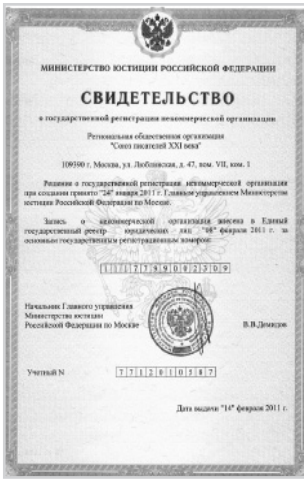 МИНИСТЕРСТВО ЮСТИЦИИ РОССИЙСКОЙ ФЕДЕРАЦИИ
СВИДЕТЕЛЬСТВО
о государственной регистрации некоммерческой организации
Региональная общественная организация
"Союз писателей XXI века"
109390 г. Москва, ул. Люблинская, д. 47, пом. VII, ком. 1
Решение о государственной регистрации некоммерческой организации
при создании принято "24" января 2011 г. Главным управлением Министерства
юстиции Российской Федерации по Москве.
Запись о некоммерческой организации внесена в Единый
государственный реестр юридических лиц "08" февраля 2011 г. за
основным государственным регистрационным номером:
1117799002309
Начальник Главного управления
Министерства юстиции
Российской Федерации по Москве В.В.Демидов
Учетный N 7712010587
Дата выдачи "14" февраля 2011 г.